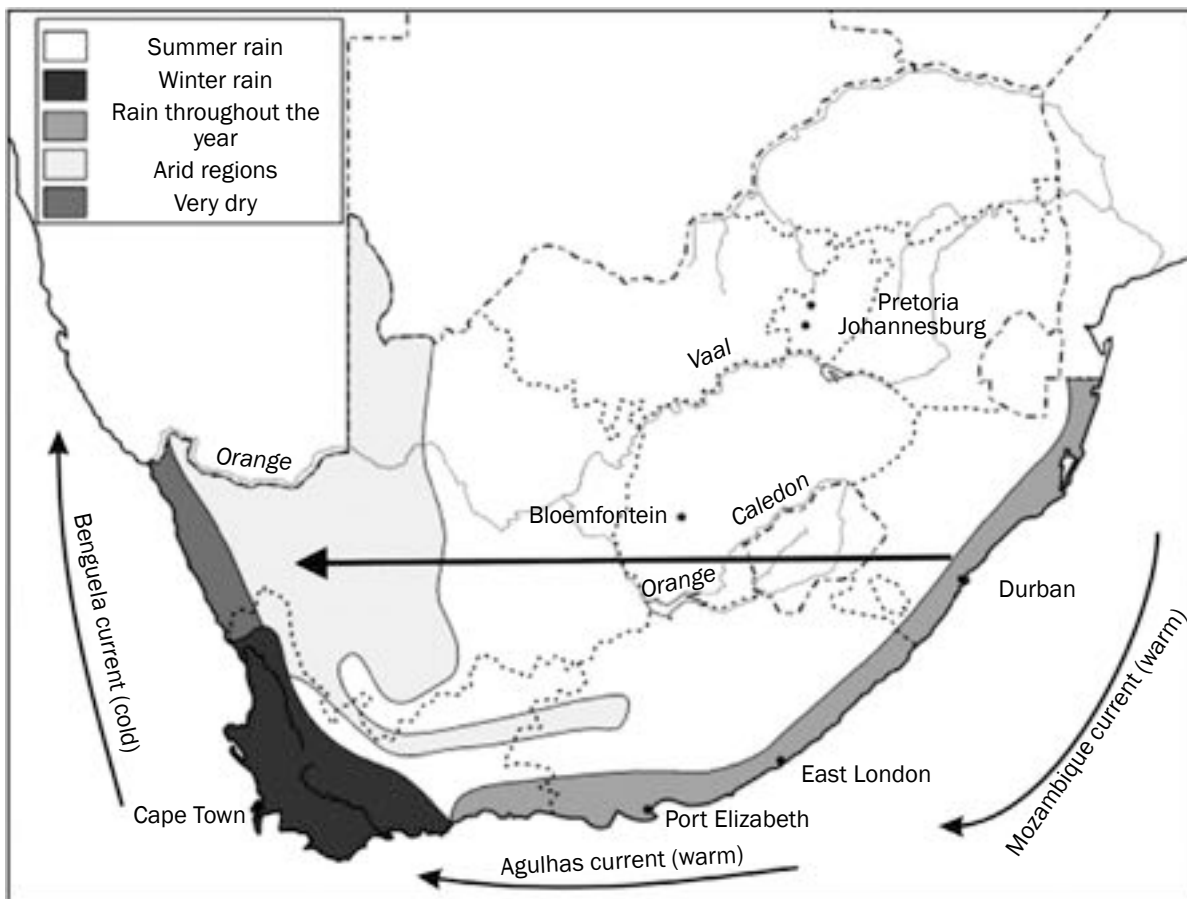 Summer rain
Winter rain
Rain throughout the
year
Arid regions
Very dry
Pretoria
Johannesburg
Vaal
Orange
Bloemfontein
Caledon
Orange
Durban
Benguela current (cold)
Mozambique current (warm)
East London
Cape Town
Port Elizabeth
Agulhas current (warm)